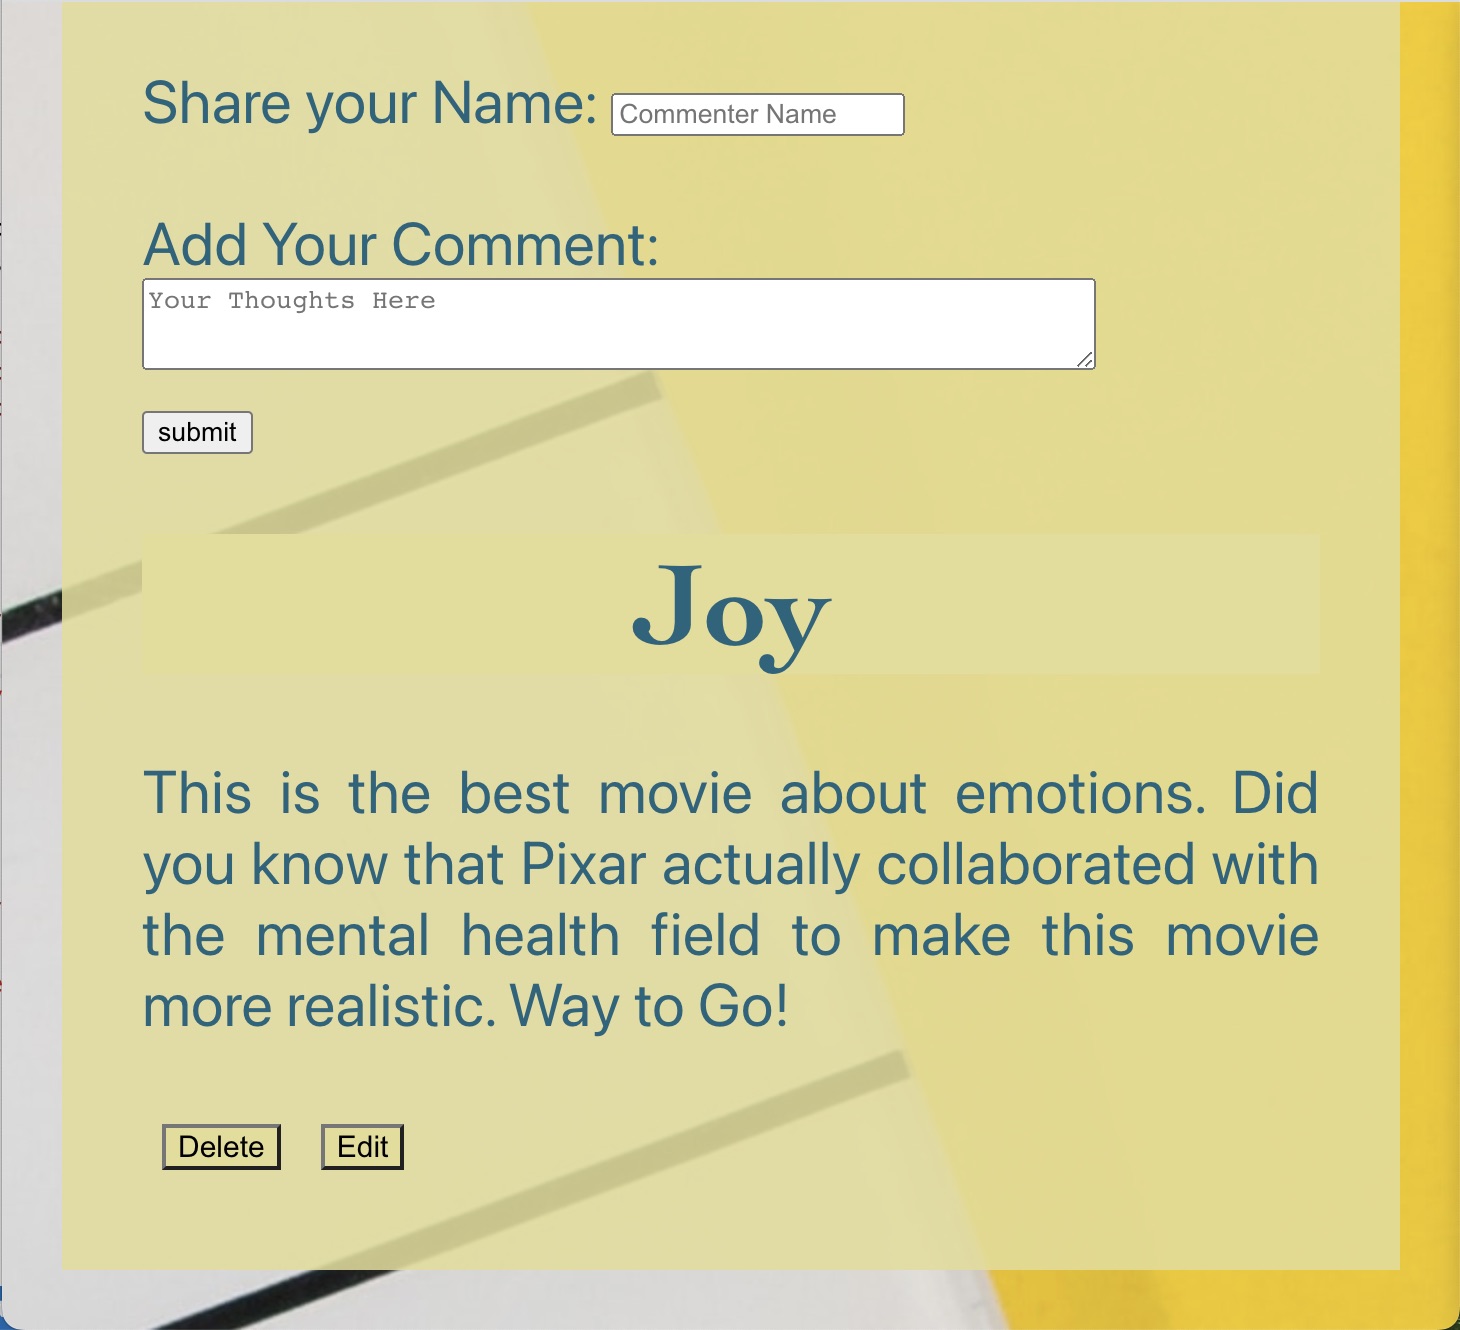 Share your Name: Commenter Name
Add Your Comment:
Your Thoughts Here
submit
Joy
This is the best movie about emotions. Did
you know that Pixar actually collaborated with
the mental health field to make this movie
more realistic. Way to Go!
Delete Edit